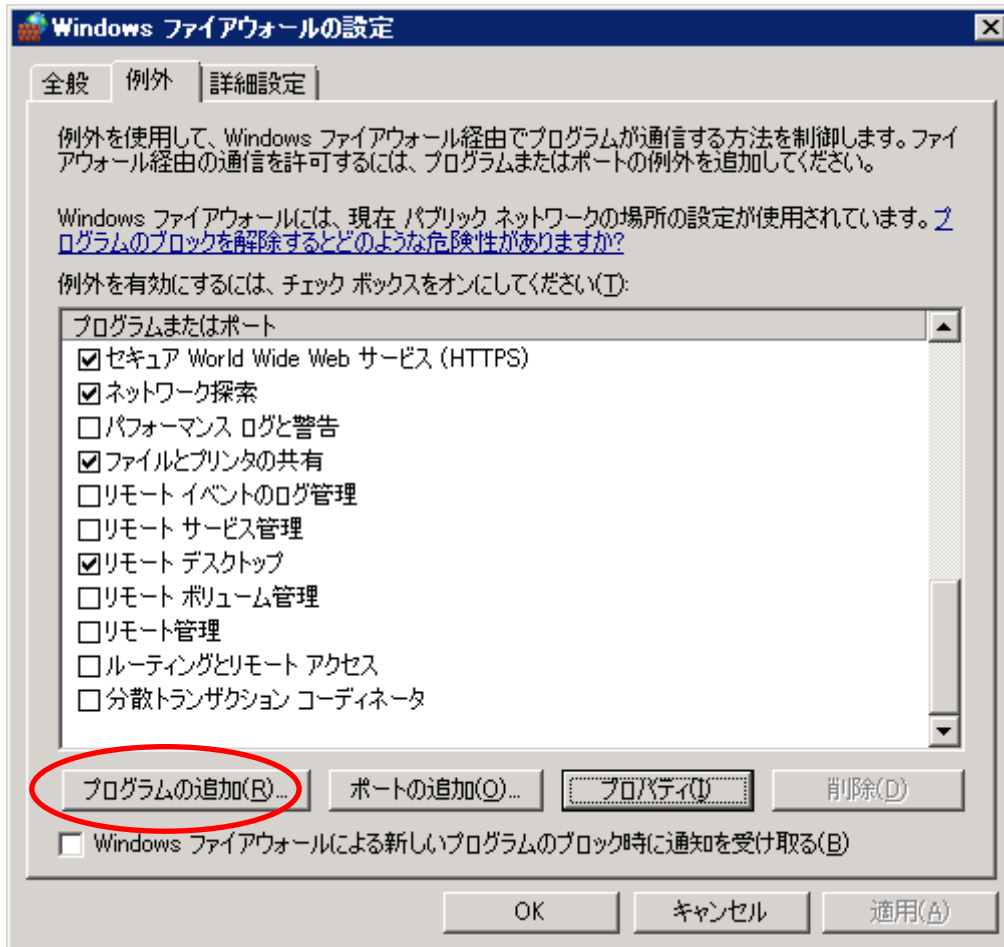 Windows ファイアウォールの設定
全般 例外 詳細設定
例外を使用して、Windows ファイアウォール経由でプログラムが通信する方法を制御します。ファイ
アウォール経由の通信を許可するには、プログラムまたはポートの例外を追加してください。
Windows ファイアウォールには、現在 パブリック ネットワークの場所の設定が使用されています。プ
ログラムのブロックを解除するとどのような危険性がありますか?
例外を有効にするには、チェック ボックスをオンにしてください(T):
プログラムまたはポート
セキュア World Wide Web サービス (HTTPS)
ネットワーク探索
パフォーマンス ログと警告
ファイルとプリンタの共有
リモート イベントのログ管理
リモート サービス管理
リモート デスクトップ
リモート ボリューム管理
リモート管理
ルーティングとリモート アクセス
分散トランザクション コーディネータ
プログラムの追加(R)... ポートの追加(O)... プロパティ(I) 削除(D)
Windows ファイアウォールによる新しいプログラムのブロック時に通知を受け取る(B)
OK キャンセル 適用(A)